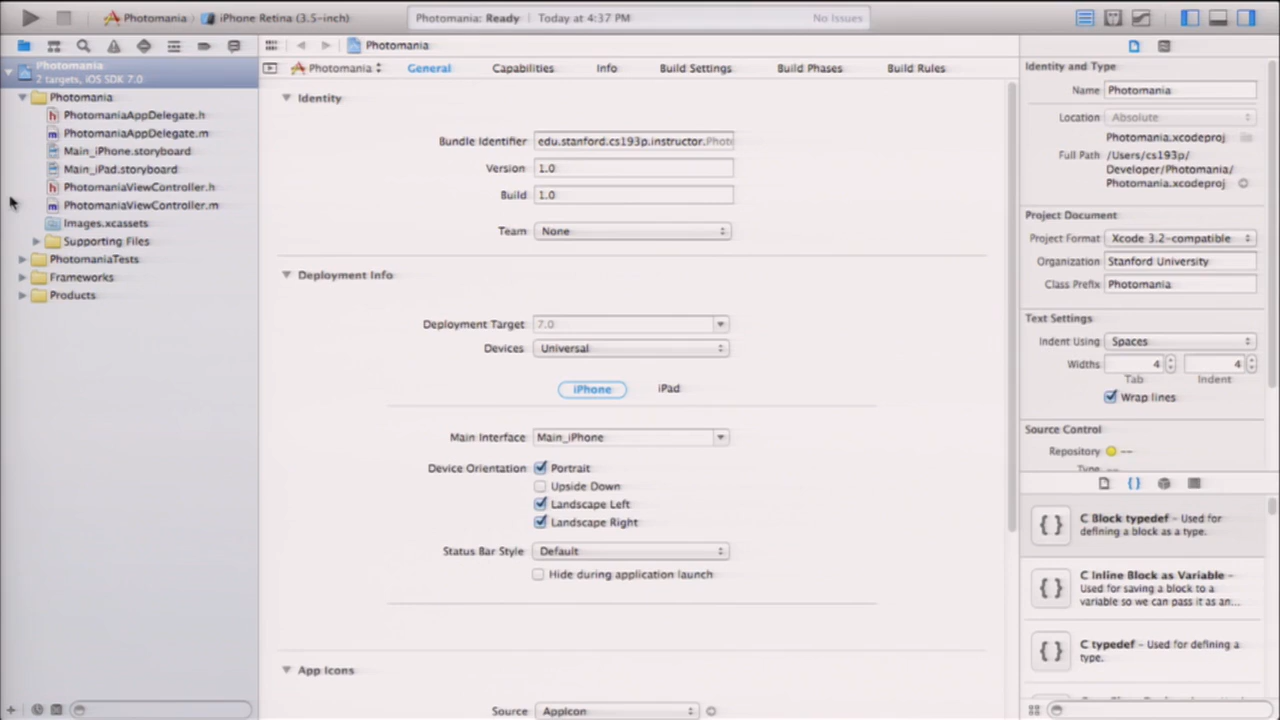 Photomania
iPhone Retina (3.5-inch)
Photomania: Ready
Today at 4:37 PM
No Issues
Photomania
Photomania
2 targets, iOS SDK 7.0
Photomania
General
Capabilities
Info
Build Settings
Build Phases
Build Rules
Photomania
PhotomaniaAppDelegate.h
PhotomaniaAppDelegate.m
Main_iPhone.storyboard
Main_iPad.storyboard
PhotomaniaViewController.h
PhotomaniaViewController.m
Images.xcassets
Supporting Files
PhotomaniaTests
Frameworks
Products
Identity
Bundle Identifier
edu.stanford.cs193p.instructor.Phot
Version
1.0
Build
1.0
Team
None
Deployment Info
Deployment Target
7.0
Devices
Universal
iPhone
iPad
Main Interface
Main_iPhone
Device Orientation
Portrait
Upside Down
Landscape Left
Landscape Right
Status Bar Style
Default
Hide during application launch
App Icons
Source
AppIcon
Identity and Type
Name
Photomania
Location
Absolute
Photomania.xcodeproj
Full Path
/Users/cs193p/
Developer/Photomania/
Photomania.xcodeproj
Project Document
Project Format
Xcode 3.2-compatible
Organization
Stanford University
Class Prefix
Photomania
Text Settings
Indent Using
Spaces
Widths
4
4
Tab
Indent
Wrap lines
Source Control
Repository
--
Type
--
C Block typedef - Used for
defining a block as a type.
C Inline Block as Variable -
Used for saving a block to a
variable so we can pass it as an...
C typedef - Used for defining a
type.